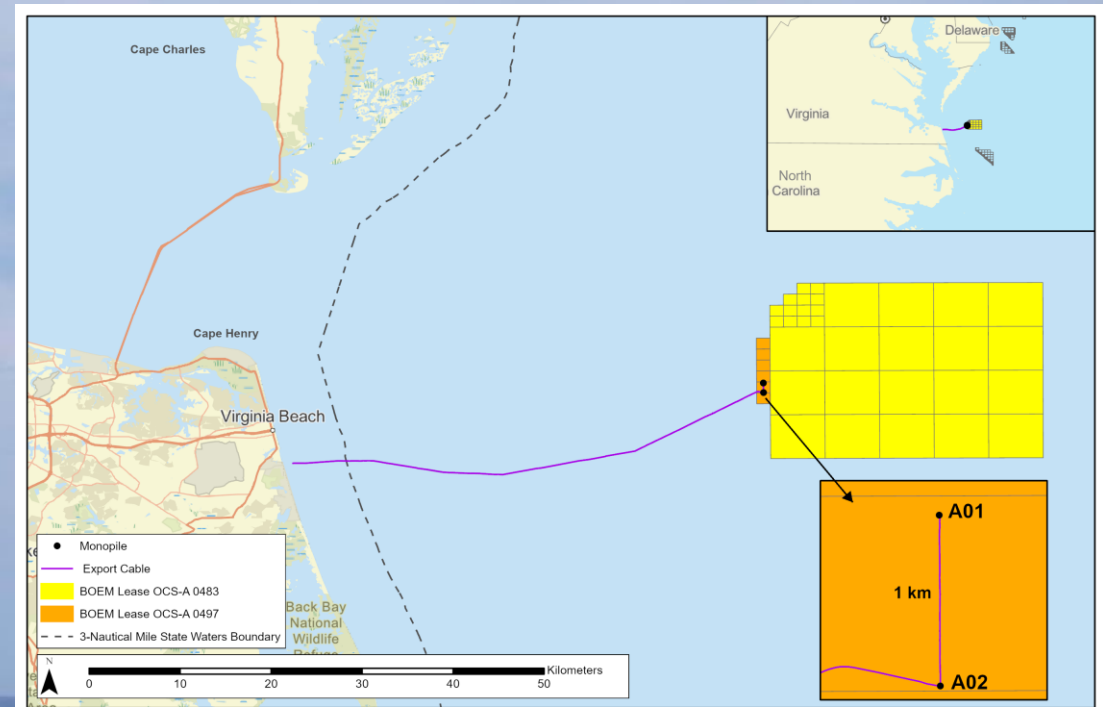 Cape Charles
Delaware
Virginia
North
Carolina
Cape Henry
Virginia Beach
A01
1 km
A02
Monopile
Export Cable
BOEM Lease OCS-A 0483
BOEM Lease OCS-A 0497
3-Nautical Mile State Waters Boundary
Back Bay
National
Wildlife
N
Kilometers
0 10 20 30 40 50